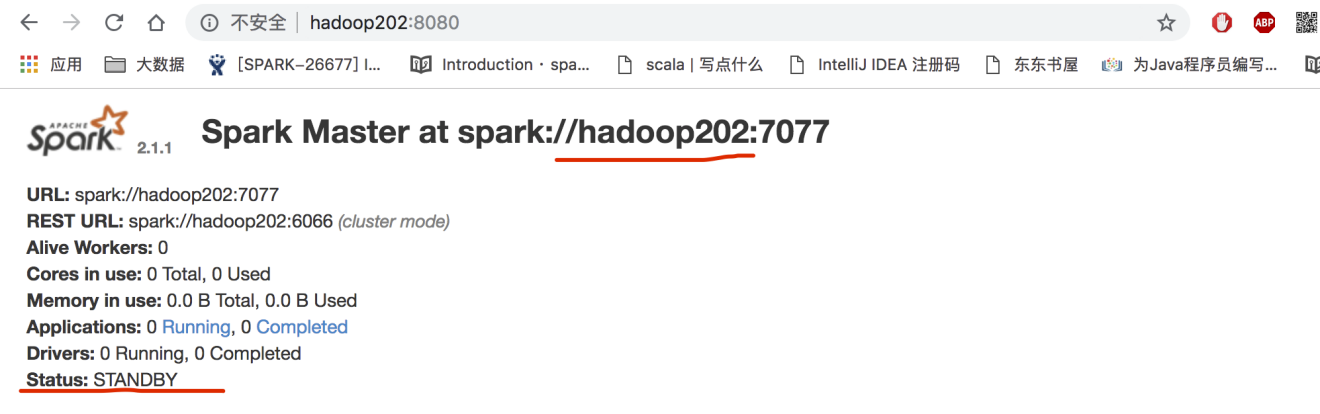 不安全 hadoop202:8080
应用 大数据 [SPARK-26677] I... Introduction · spa... scala | 写点什么 IntelliJ IDEA 注册码 东东书屋 为Java程序员编写...
ABP
APACHE Spark 2.1.1 Spark Master at spark://hadoop202:7077
URL: spark://hadoop202:7077
REST URL: spark://hadoop202:6066 (cluster mode)
Alive Workers: 0
Cores in use: 0 Total, 0 Used
Memory in use: 0.0 B Total, 0.0 B Used
Applications: 0 Running, 0 Completed
Drivers: 0 Running, 0 Completed
Status: STANDBY